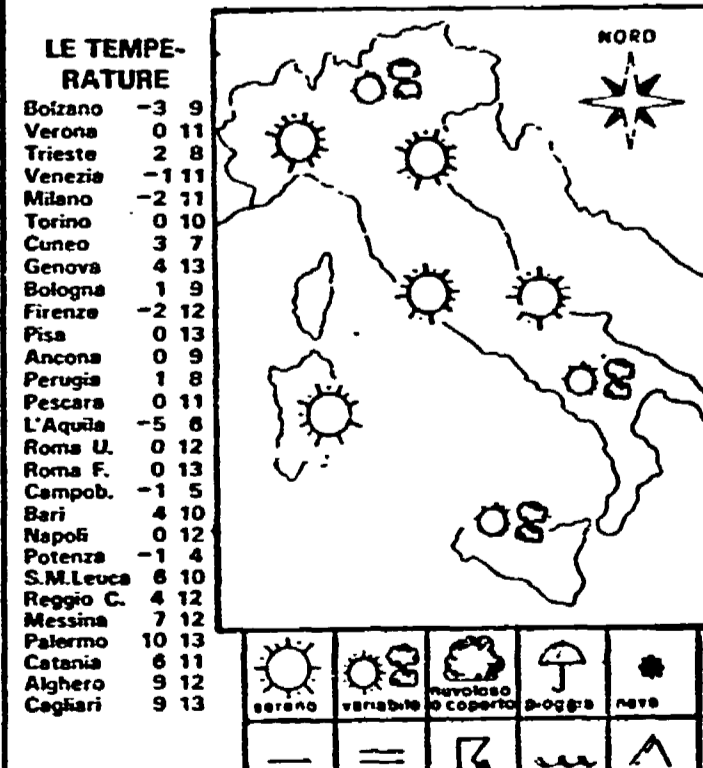 LE TEMPE-
RATURE
Bolzano -3 9
Verona 0 11
Trieste 2 8
Venezia -1 11
Milano -2 11
Torino 0 10
Cuneo 3 7
Genova 4 13
Bologna 1 9
Firenze -2 12
Pisa 0 13
Ancona 0 9
Perugia 1 8
Pescara 0 11
L'Aquila -5 6
Roma U. 0 12
Roma F. 0 13
Campob. -1 5
Bari 4 10
Napoli 0 12
Potenza -1 4
S.M.Leuca 6 10
Reggio C. 4 12
Messina 7 12
Palermo 10 13
Catania 6 11
Alghero 9 12
Cagliari 9 13
NORD
sereno
variabile
nuvoloso
o coperto
pioggia
neve